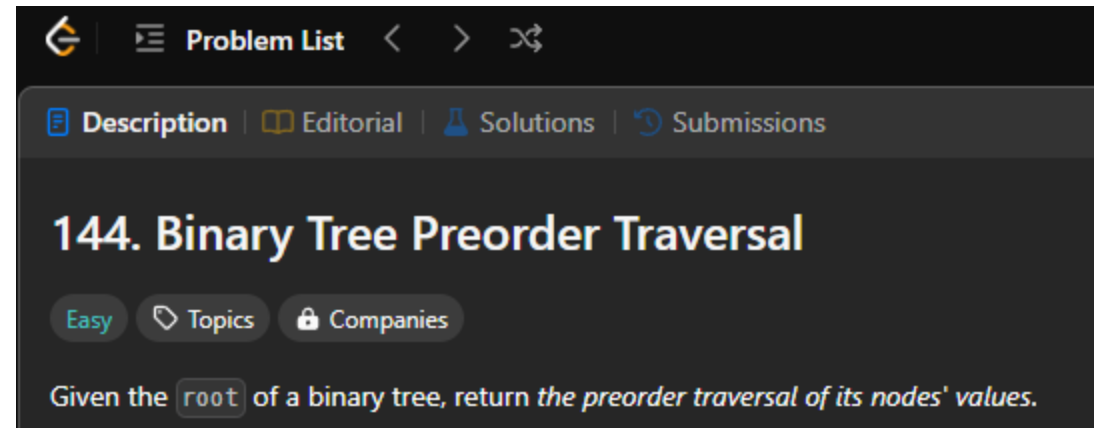 Problem List
Description | Editorial | Solutions | Submissions
144. Binary Tree Preorder Traversal
Easy Topics Companies
Given the root of a binary tree, return the preorder traversal of its nodes' values.